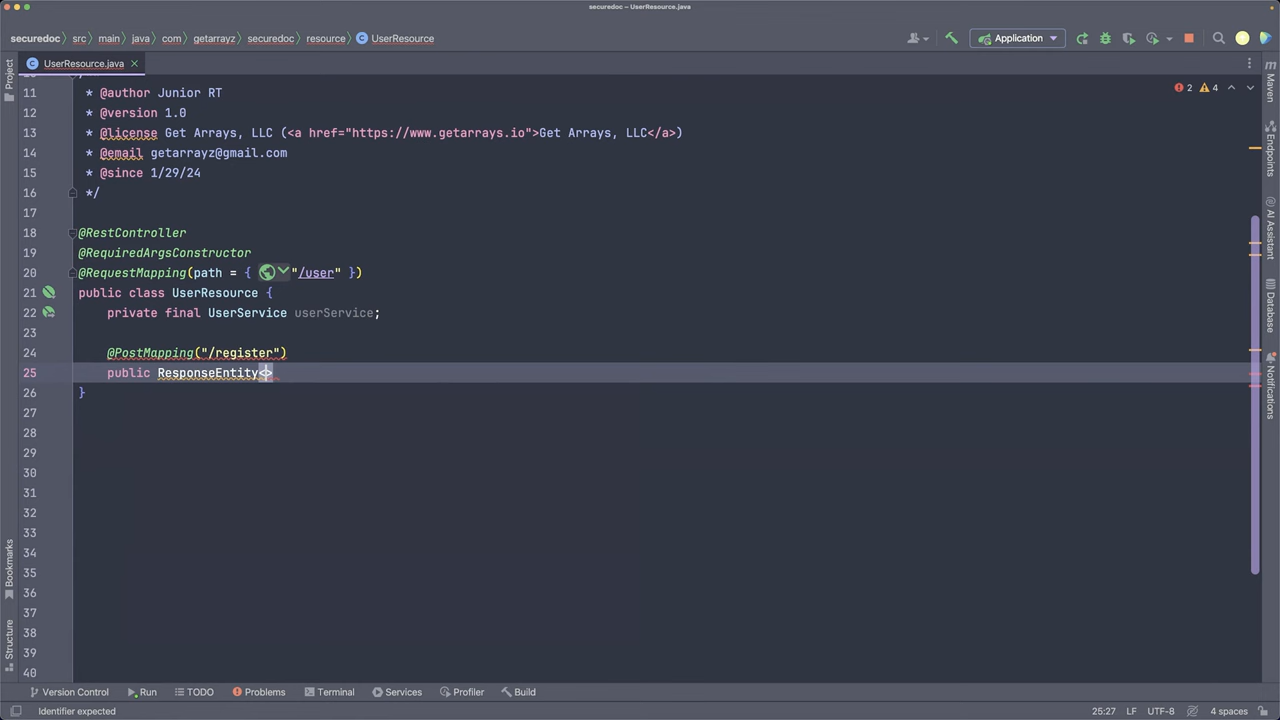 securedoc – UserResource.java
securedoc src main java com getarrayz securedoc resource UserResource
Application
Project
UserResource.java
2 4
Maven
11 * @author Junior RT
12 * @version 1.0
13 * @license Get Arrays, LLC (<a href="https://www.getarrays.io">Get Arrays, LLC</a>)
14 * @email getarrayz@gmail.com
15 * @since 1/29/24
16 */
17
18 @RestController
19 @RequiredArgsConstructor
20 @RequestMapping(path = { "/user" })
21 public class UserResource {
22 private final UserService userService;
23
24 @PostMapping("/register")
25 public ResponseEntity<>
26 }
27
28
29
30
31
32
33
34
35
36
37
38
39
40
Endpoints
AI Assistant
Database
Notifications
Bookmarks
Structure
Version Control Run TODO Problems Terminal Services Profiler Build
Identifier expected 25:27 LF UTF-8 4 spaces